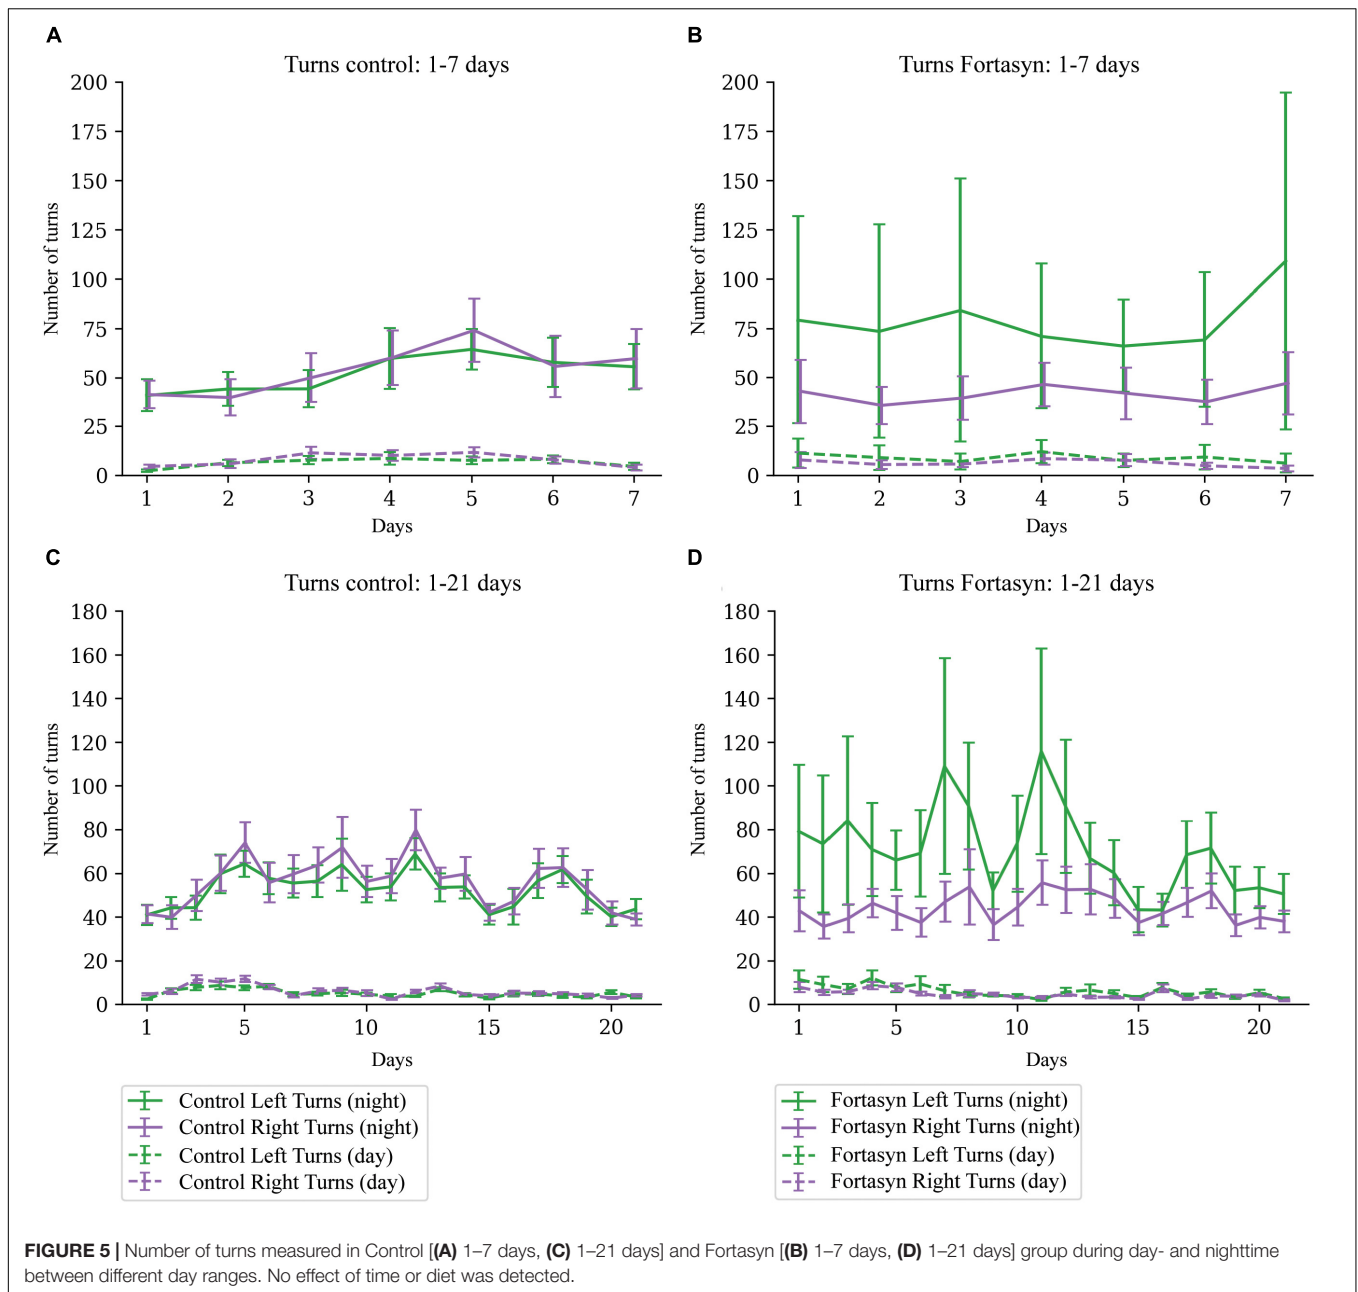 A
Turns control: 1-7 days
200
175
150
125
100
75
50
25
0
Number of turns
1 2 3 4 5 6 7
Days
B
Turns Fortasyn: 1-7 days
200
175
150
125
100
75
50
25
0
Number of turns
1 2 3 4 5 6 7
Days
C
Turns control: 1-21 days
180
160
140
120
100
80
60
40
20
0
Number of turns
1 5 10 15 20
Days
D
Turns Fortasyn: 1-21 days
180
160
140
120
100
80
60
40
20
0
Number of turns
1 5 10 15 20
Days
Control Left Turns (night)
Control Right Turns (night)
Control Left Turns (day)
Control Right Turns (day)
Fortasyn Left Turns (night)
Fortasyn Right Turns (night)
Fortasyn Left Turns (day)
Fortasyn Right Turns (day)
FIGURE 5 | Number of turns measured in Control [(A) 1–7 days, (C) 1–21 days] and Fortasyn [(B) 1–7 days, (D) 1–21 days] group during day- and nighttime
between different day ranges. No effect of time or diet was detected.